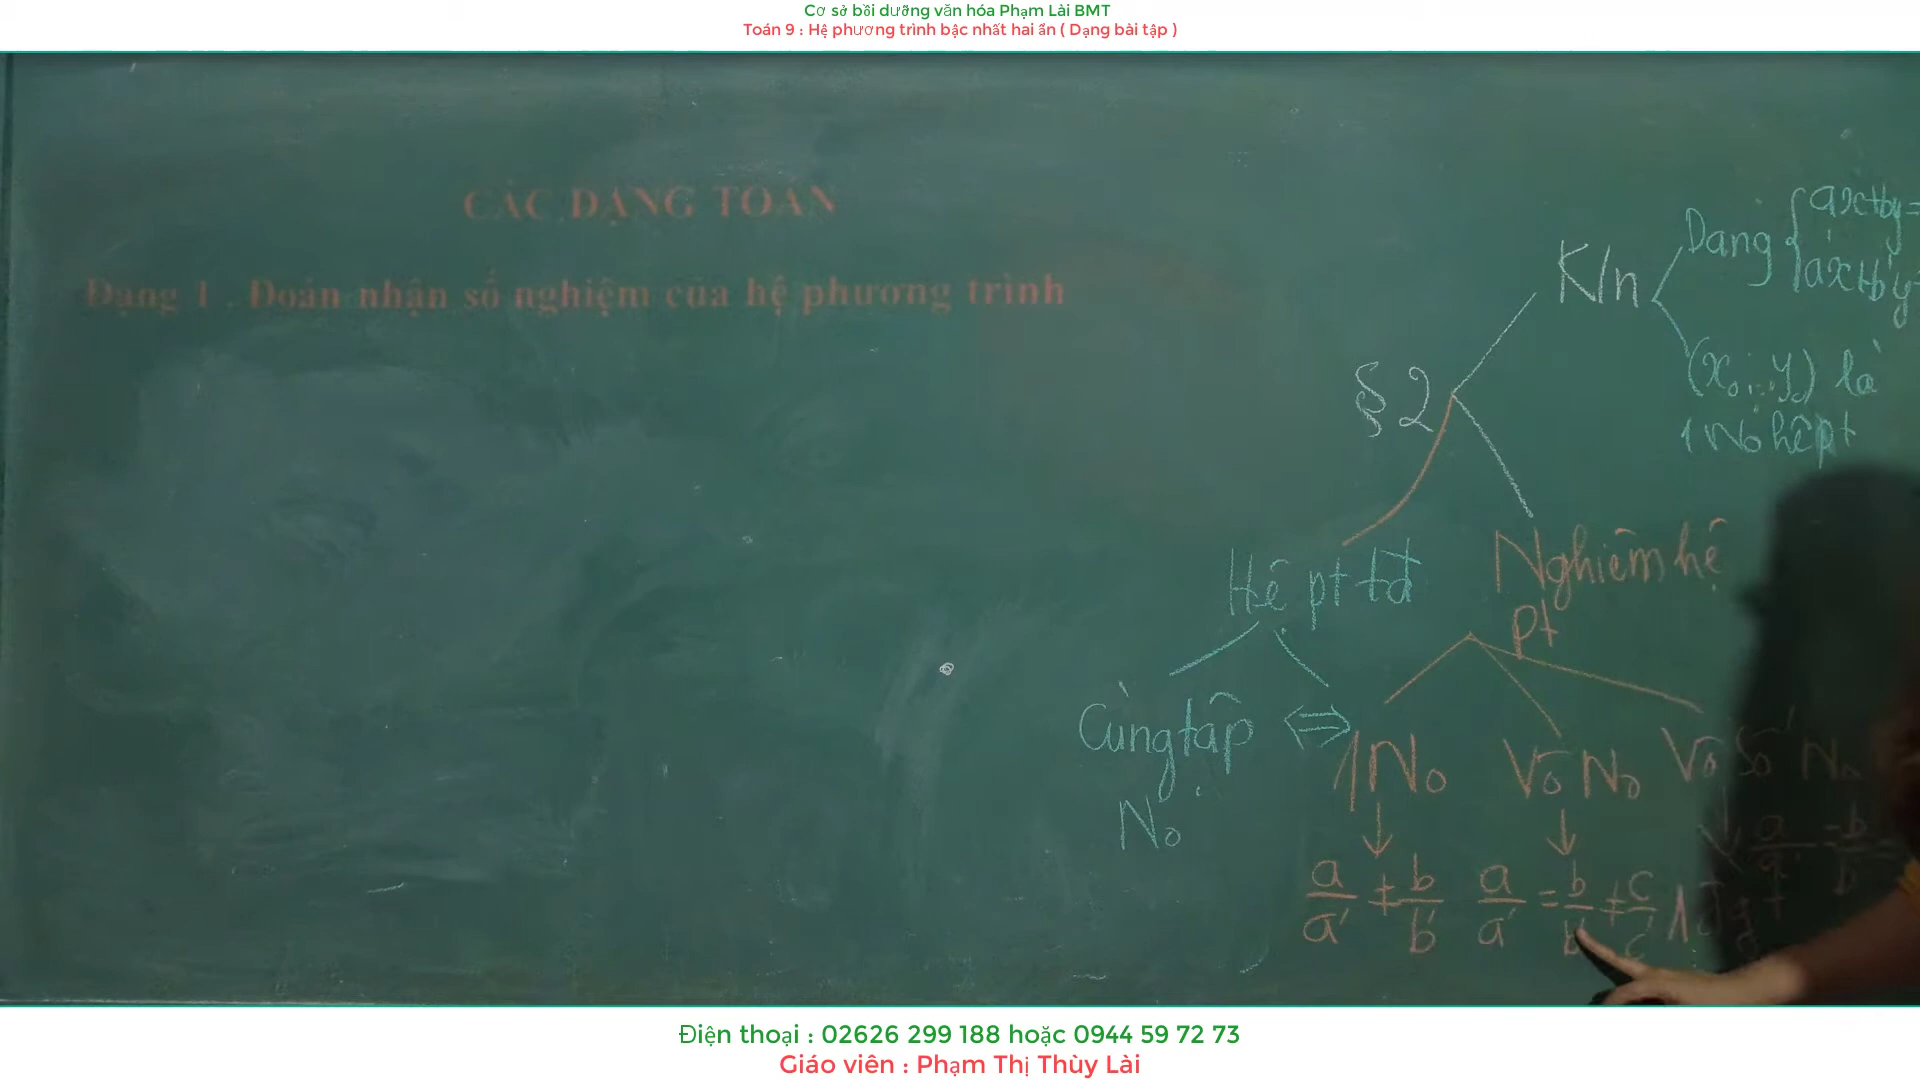 Cơ sở bồi dưỡng văn hóa Phạm Lài BMT
Toán 9 : Hệ phương trình bậc nhất hai ẩn ( Dạng bài tập )
CÁC DẠNG TOÁN
Dạng 1 . Đoán nhận số nghiệm của hệ phương trình
§2
K/n
Dạng { ax+by=
a'x+b'y=
(x₀; y₀) là
1 No hệ pt
Hệ pt tđ
Cùng tập
No
⇔
Nghiệm hệ
pt
1 No
Vô No
Vô số No
a/a' ≠ b/b'
a/a' = b/b' ≠ c/c'
a/a' = b/b' =
Điện thoại : 02626 299 188 hoặc 0944 59 72 73
Giáo viên : Phạm Thị Thùy Lài